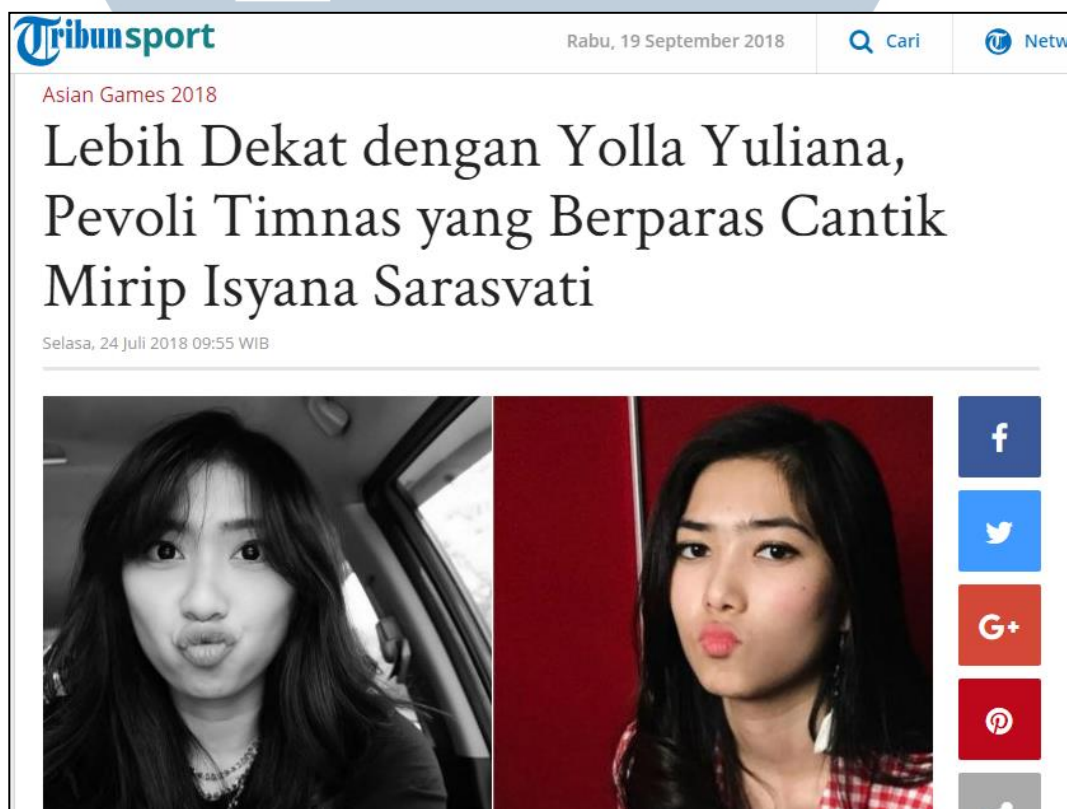 Tribunsport
Rabu, 19 September 2018
Cari
Netw
Asian Games 2018
Lebih Dekat dengan Yolla Yuliana,
Pevoli Timnas yang Berparas Cantik
Mirip Isyana Sarasvati
Selasa, 24 Juli 2018 09:55 WIB
f
G+